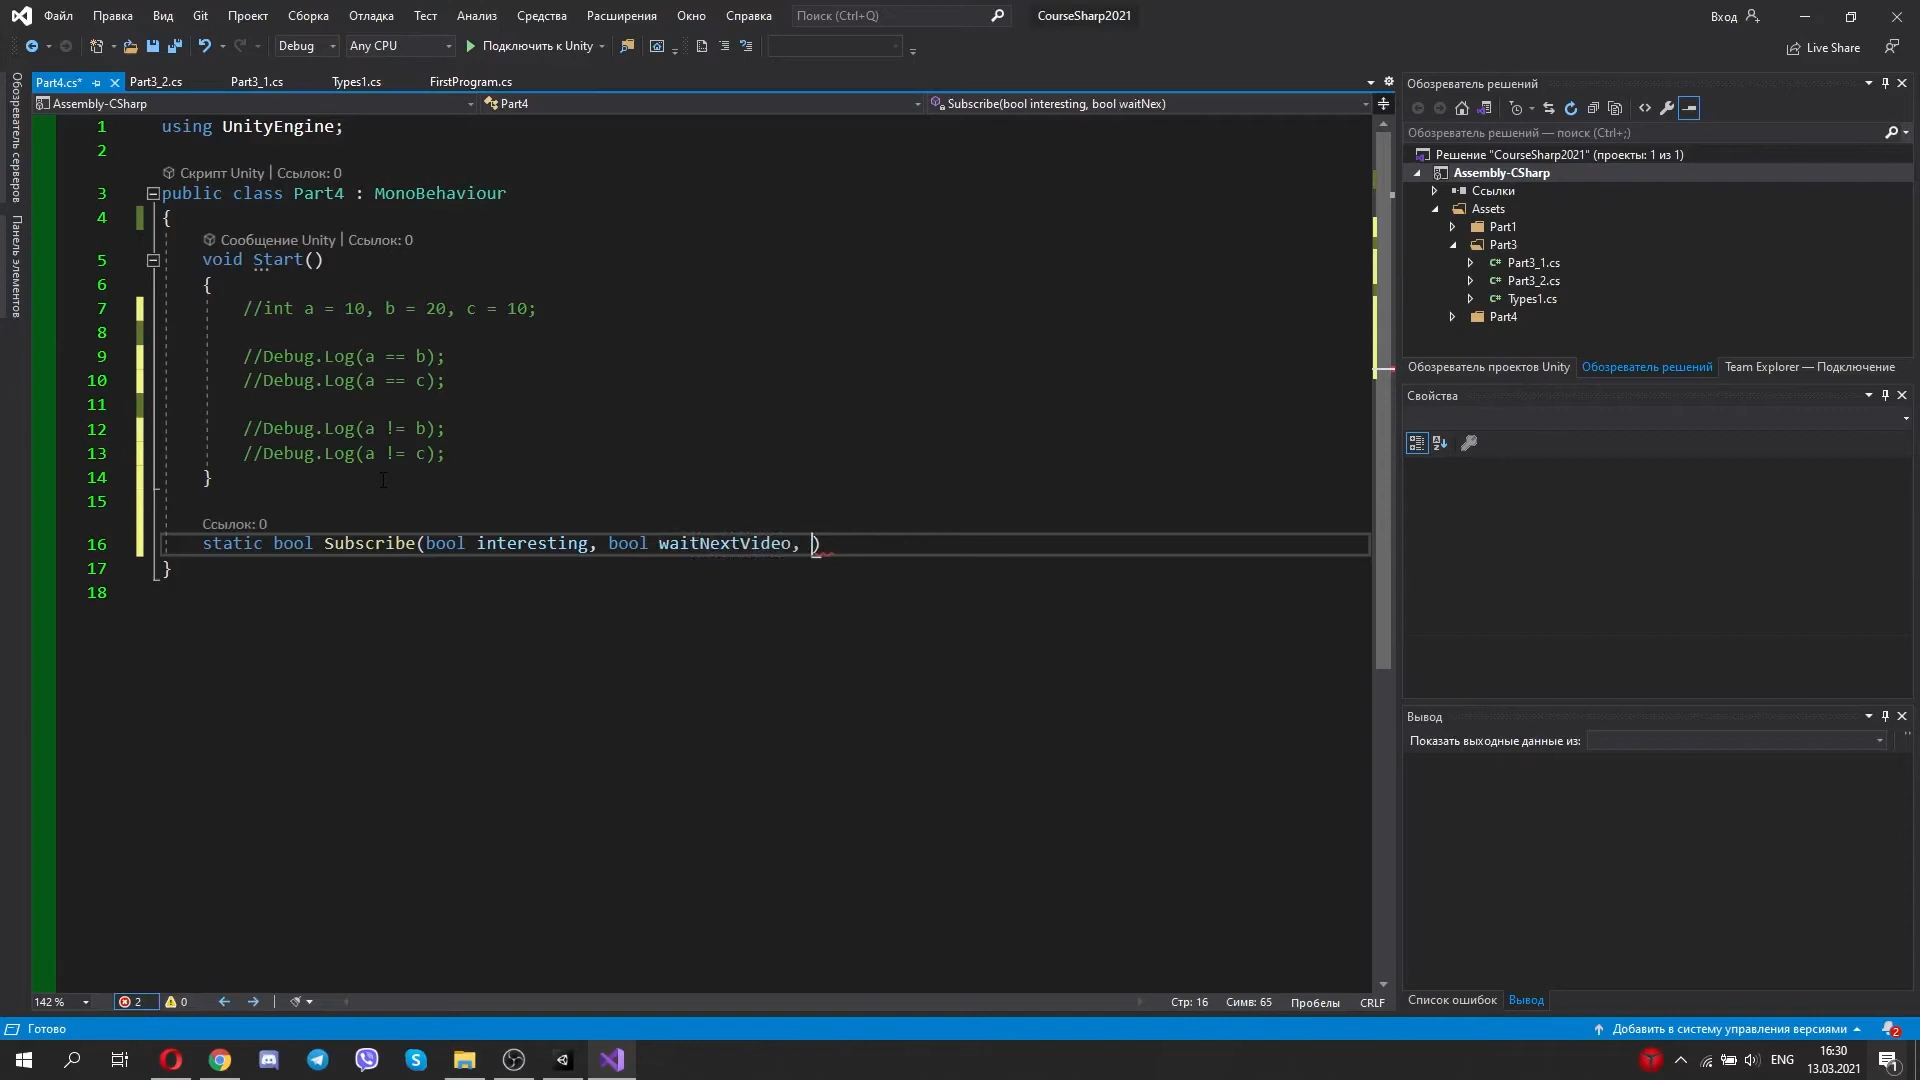 Файл Правка Вид Git Проект Сборка Отладка Тест Анализ Средства Расширения Окно Справка Поиск (Ctrl+Q) CourseSharp2021 Вход
Debug Any CPU Подключить к Unity Live Share
Part4.cs* Part3_2.cs Part3_1.cs Types1.cs FirstProgram.cs
Assembly-CSharp Part4 Subscribe(bool interesting, bool waitNex)
Обозреватель серверов
Панель элементов
1 using UnityEngine;
2
Скрипт Unity | Ссылок: 0
3 public class Part4 : MonoBehaviour
4 {
Сообщение Unity | Ссылок: 0
5 void Start()
6 {
7 //int a = 10, b = 20, c = 10;
8
9 //Debug.Log(a == b);
10 //Debug.Log(a == c);
11
12 //Debug.Log(a != b);
13 //Debug.Log(a != c);
14 }
15
Ссылок: 0
16 static bool Subscribe(bool interesting, bool waitNextVideo, )
17 }
18
142 % 2 0 Стр: 16 Симв: 65 Пробелы CRLF
Обозреватель решений
Обозреватель решений — поиск (Ctrl+;)
Решение "CourseSharp2021" (проекты: 1 из 1)
Assembly-CSharp
Ссылки
Assets
Part1
Part3
C# Part3_1.cs
C# Part3_2.cs
C# Types1.cs
Part4
Обозреватель проектов Unity Обозреватель решений Team Explorer — Подключение
Свойства
Вывод
Показать выходные данные из:
Список ошибок Вывод
Готово Добавить в систему управления версиями 2
ENG 16:30
13.03.2021 1